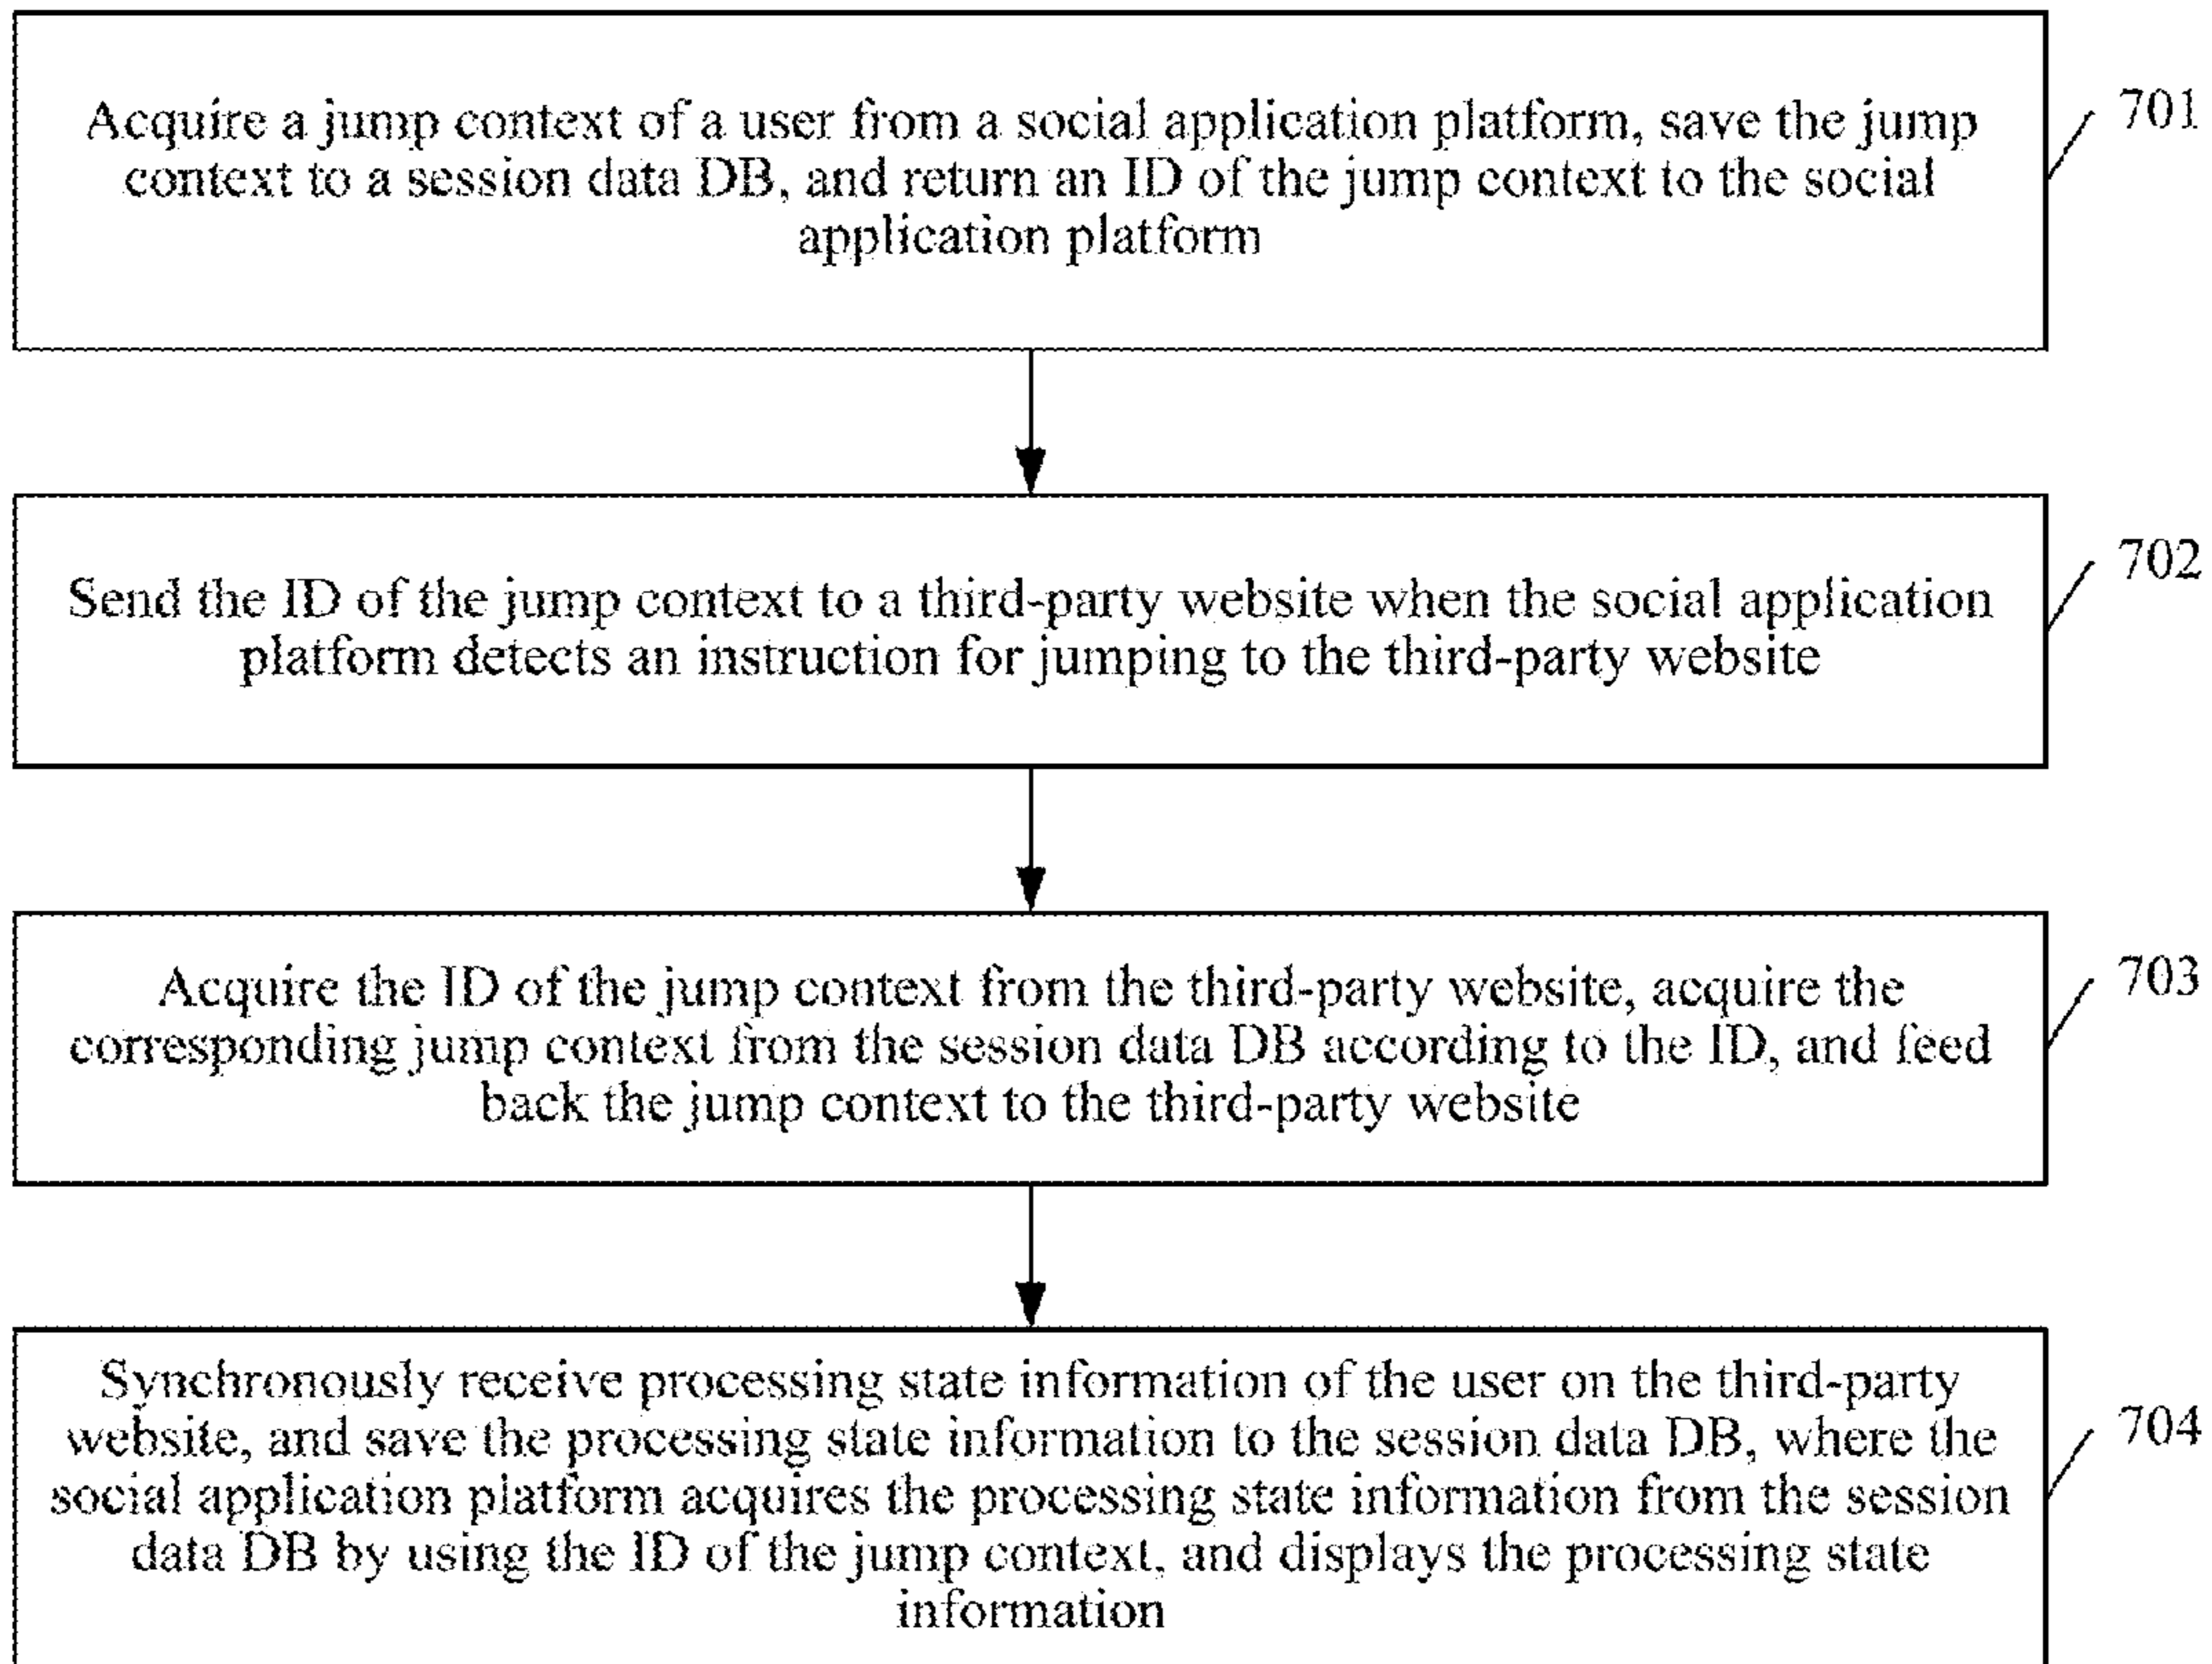 Acquire a jump context of a user from a social application platform, save the jump
context to a session data DB, and return an ID of the jump context to the social
application platform
701
Send the ID of the jump context to a third-party website when the social application
platform detects an instruction for jumping to the third-party website
702
Acquire the ID of the jump context from the third-party website, acquire the
corresponding jump context from the session data DB according to the ID, and feed
back the jump context to the third-party website
703
Synchronously receive processing state information of the user on the third-party
website, and save the processing state information to the session data DB, where the
social application platform acquires the processing state information from the session
data DB by using the ID of the jump context, and displays the processing state
information
704